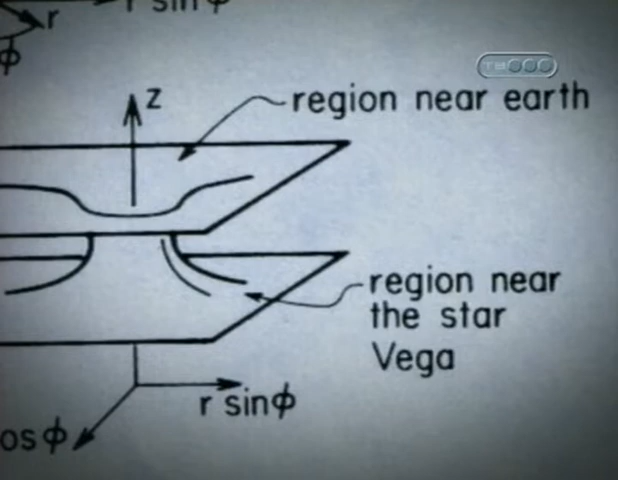 r sinϕ
r
ϕ
z
region near earth
region near
the star
Vega
r sinϕ
osϕ